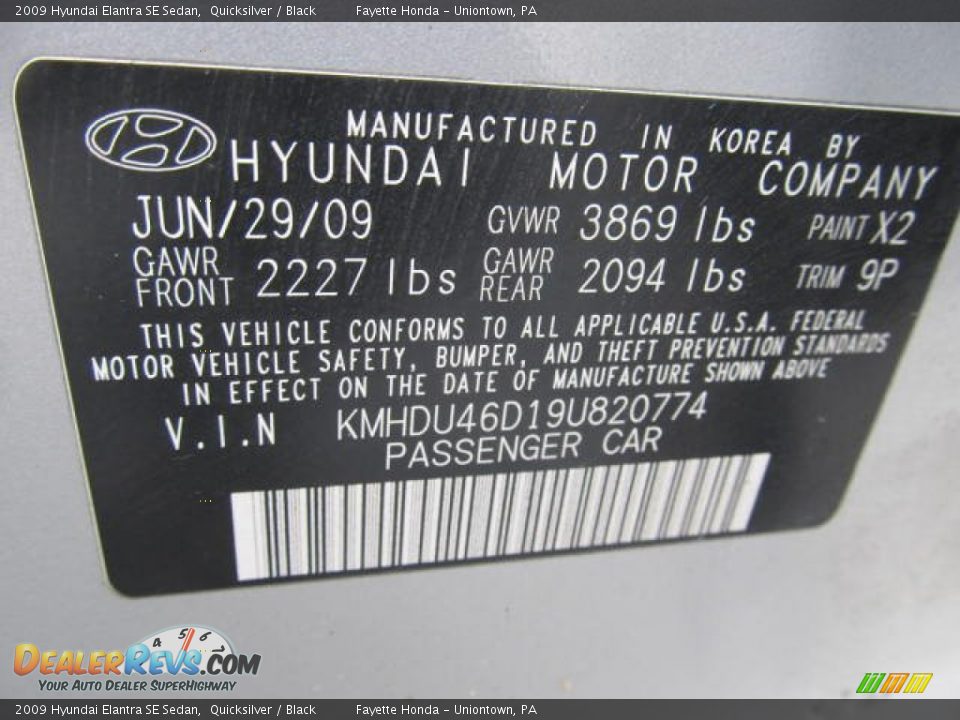 2009 Hyundai Elantra SE Sedan, Quicksilver / Black Fayette Honda - Uniontown, PA
MANUFACTURED IN KOREA BY
HYUNDAI MOTOR COMPANY
JUN/29/09 GVWR 3869 lbs PAINT X2
GAWR FRONT 2227 lbs GAWR REAR 2094 lbs TRIM 9P
THIS VEHICLE CONFORMS TO ALL APPLICABLE U.S.A. FEDERAL
MOTOR VEHICLE SAFETY, BUMPER, AND THEFT PREVENTION STANDARDS
IN EFFECT ON THE DATE OF MANUFACTURE SHOWN ABOVE
V.I.N KMHDU46D19U820774
PASSENGER CAR
4 5 6
DEALERREVS.COM
YOUR AUTO DEALER SUPERHIGHWAY
2009 Hyundai Elantra SE Sedan, Quicksilver / Black Fayette Honda - Uniontown, PA